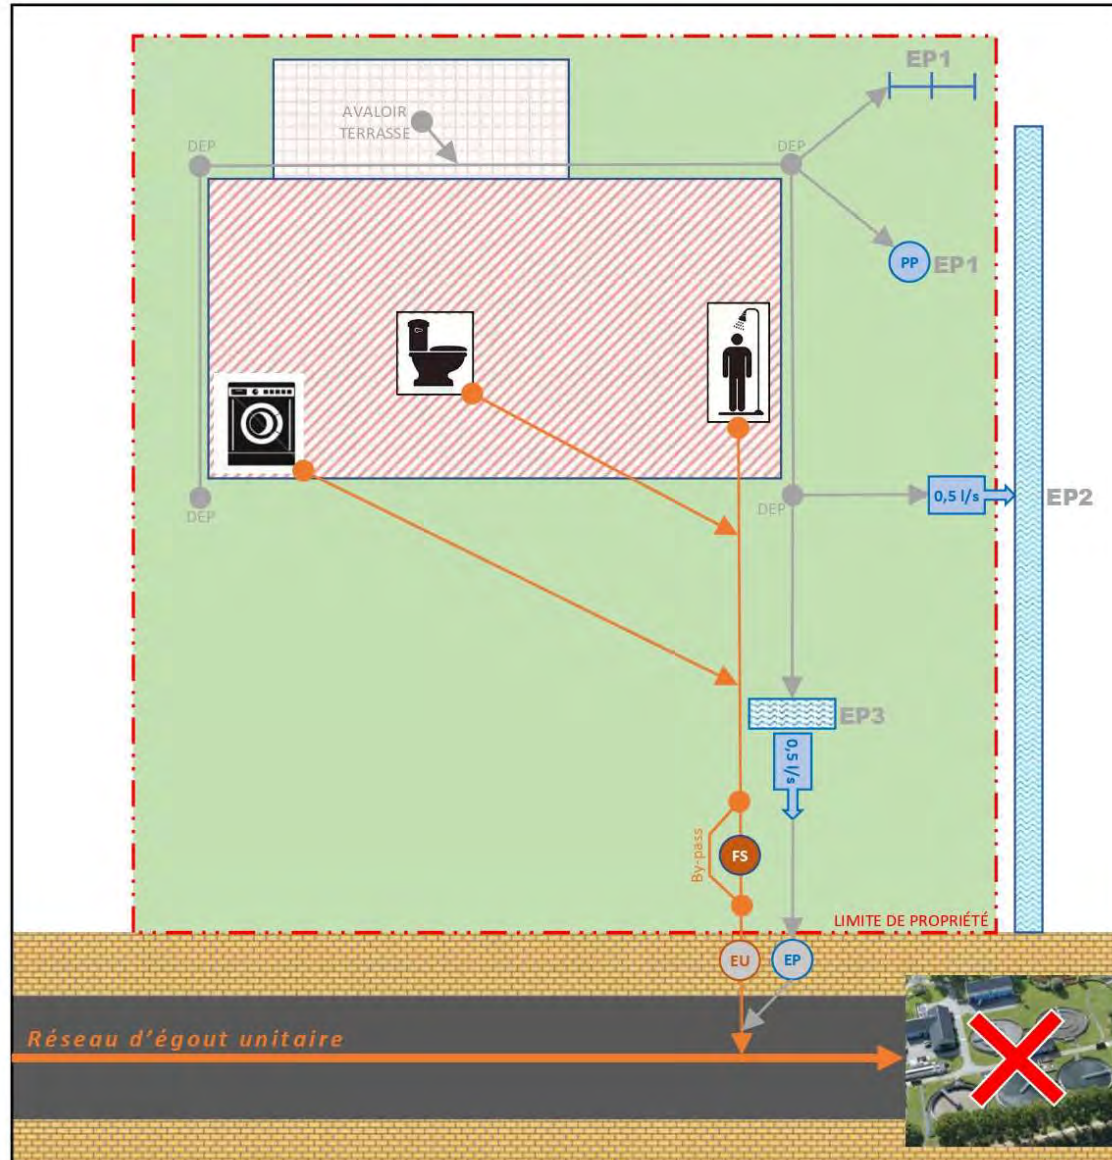 EP1
AVALOIR
TERRASSE
DEP
DEP
PP
EP1
DEP
DEP
0,5 l/s
EP2
EP3
0,5 l/s
By-pass
FS
LIMITE DE PROPRIÉTÉ
EU
EP
Réseau d'égout unitaire